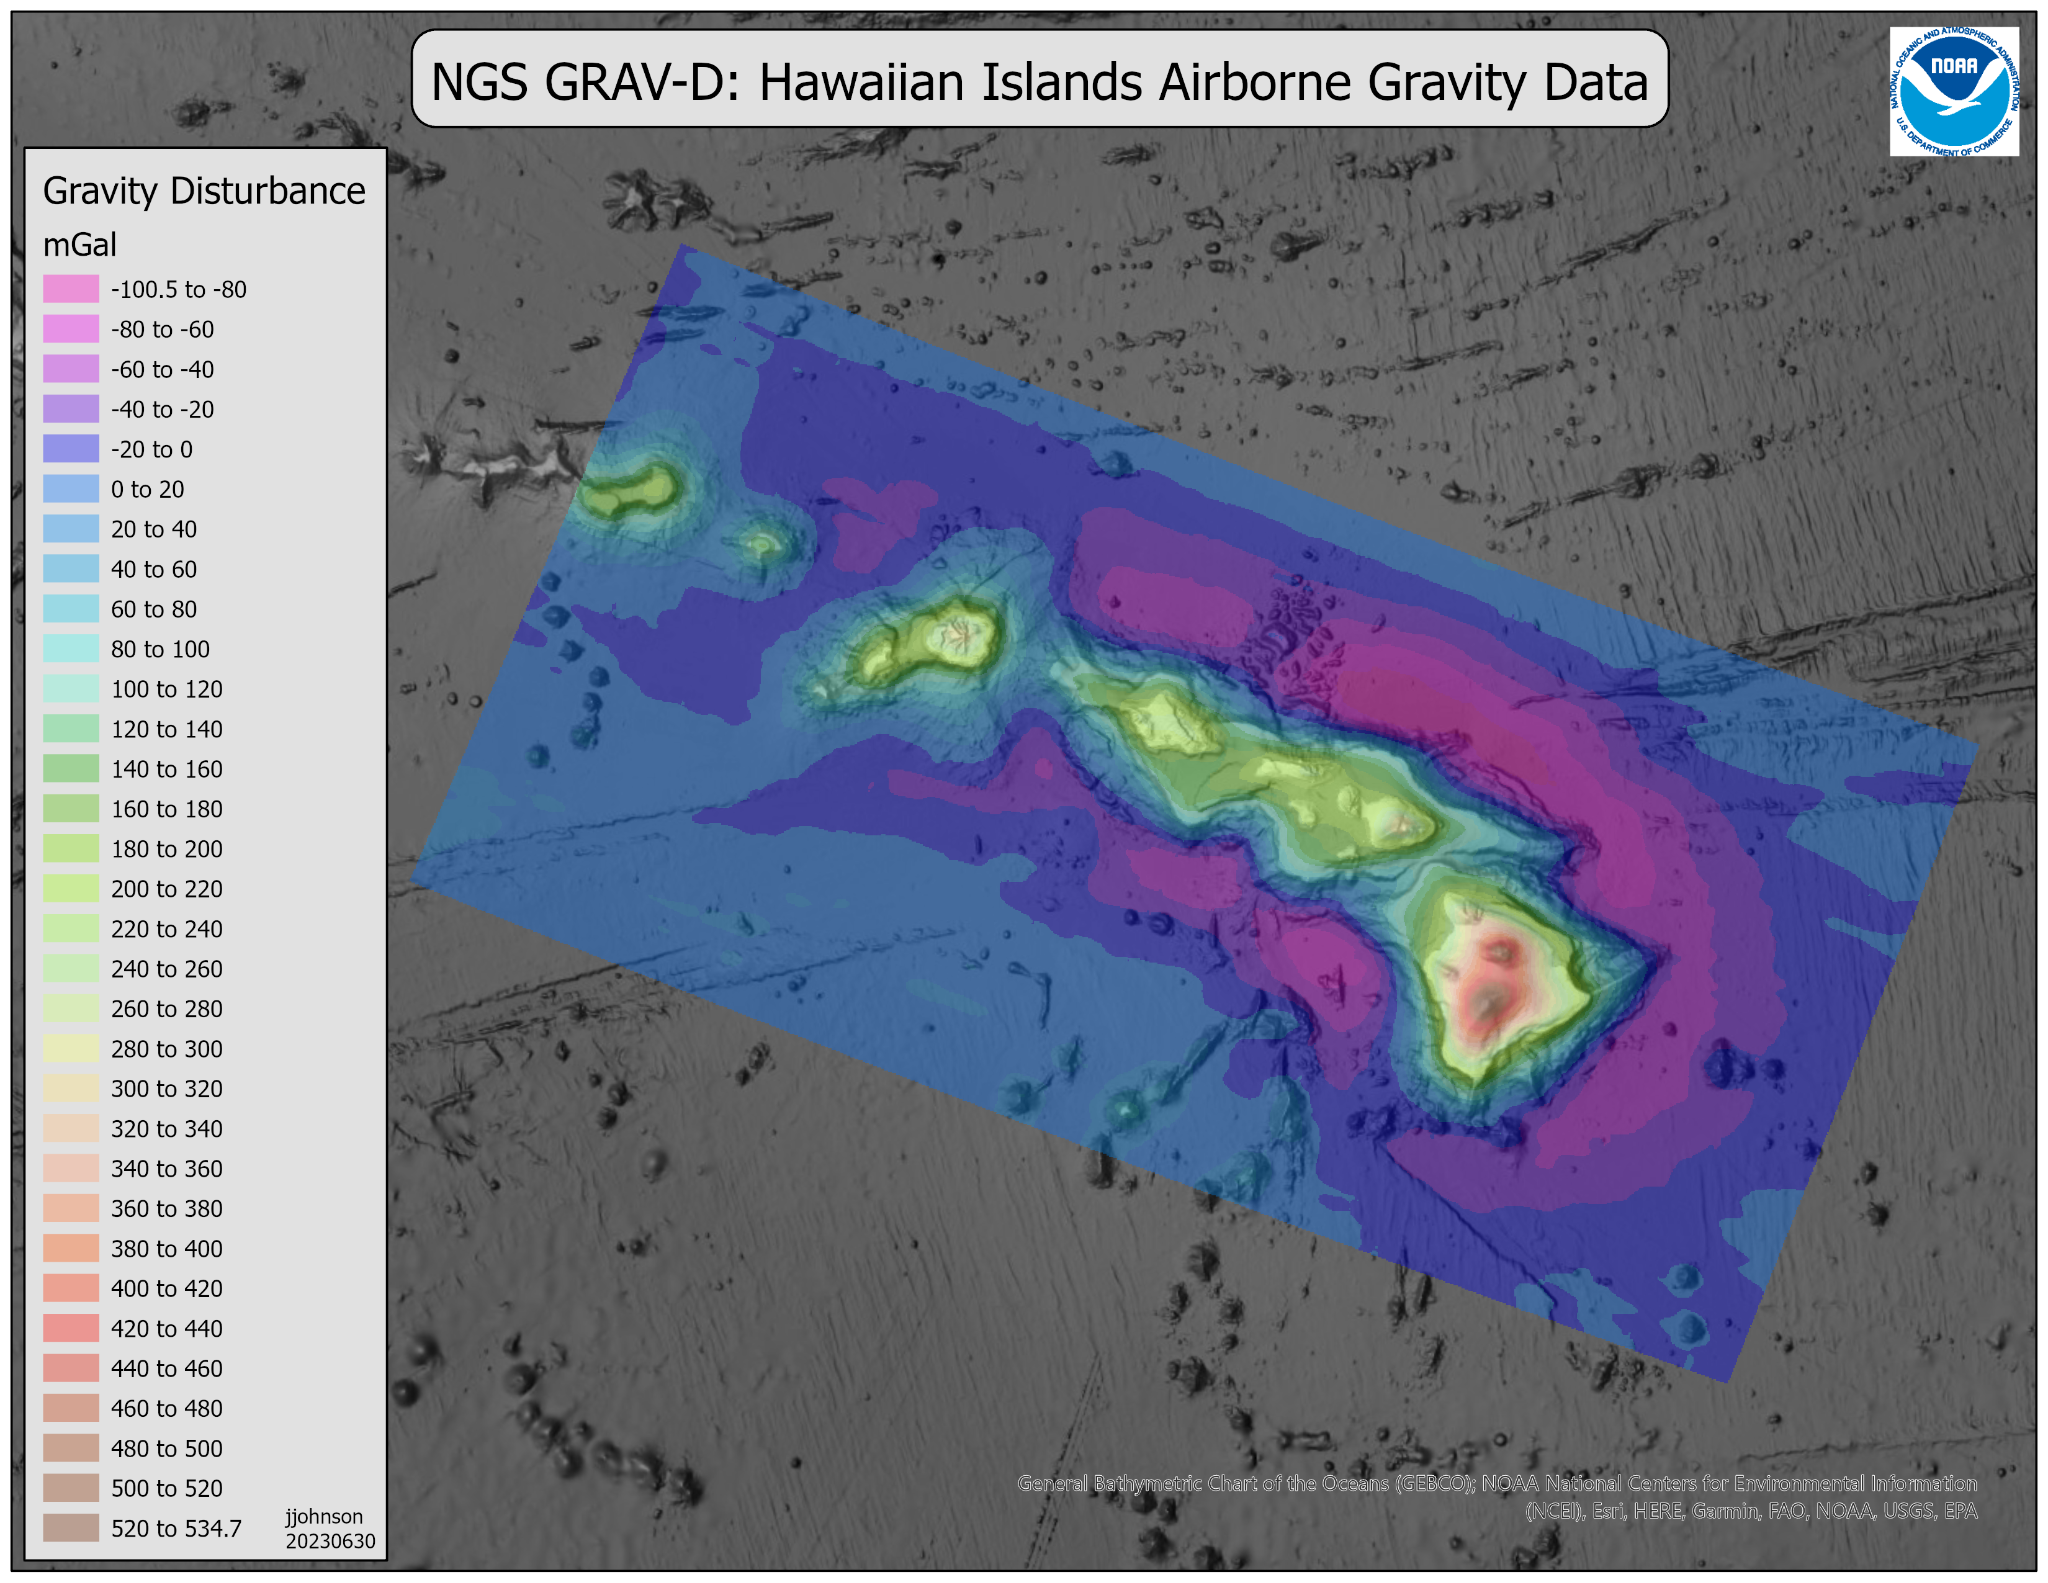 NGS GRAV-D: Hawaiian Islands Airborne Gravity Data
NATIONAL OCEANIC AND ATMOSPHERIC ADMINISTRATION
NOAA
U.S. DEPARTMENT OF COMMERCE
Gravity Disturbance
mGal
-100.5 to -80
-80 to -60
-60 to -40
-40 to -20
-20 to 0
0 to 20
20 to 40
40 to 60
60 to 80
80 to 100
100 to 120
120 to 140
140 to 160
160 to 180
180 to 200
200 to 220
220 to 240
240 to 260
260 to 280
280 to 300
300 to 320
320 to 340
340 to 360
360 to 380
380 to 400
400 to 420
420 to 440
440 to 460
460 to 480
480 to 500
500 to 520
520 to 534.7
jjohnson
20230630
General Bathymetric Chart of the Oceans (GEBCO); NOAA National Centers for Environmental Information
(NCEI), Esri, HERE, Garmin, FAO, NOAA, USGS, EPA